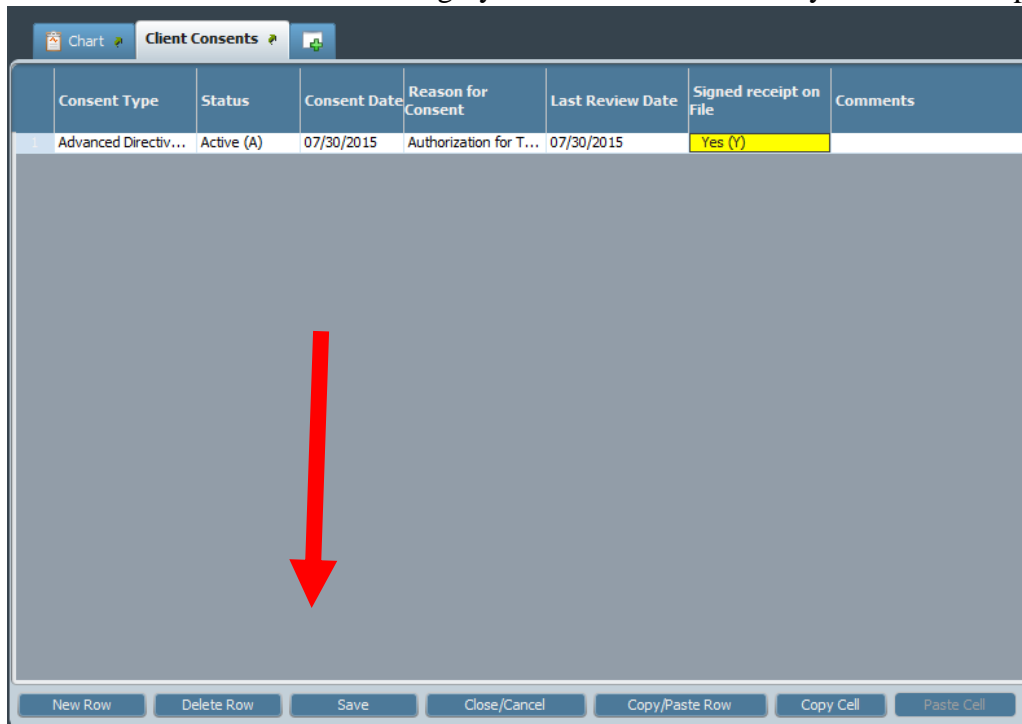 Chart Client Consents
Consent Type Status Consent Date Reason for Consent Last Review Date Signed receipt on File Comments
1 Advanced Directiv... Active (A) 07/30/2015 Authorization for T... 07/30/2015 Yes (Y)
New Row Delete Row Save Close/Cancel Copy/Paste Row Copy Cell Paste Cell